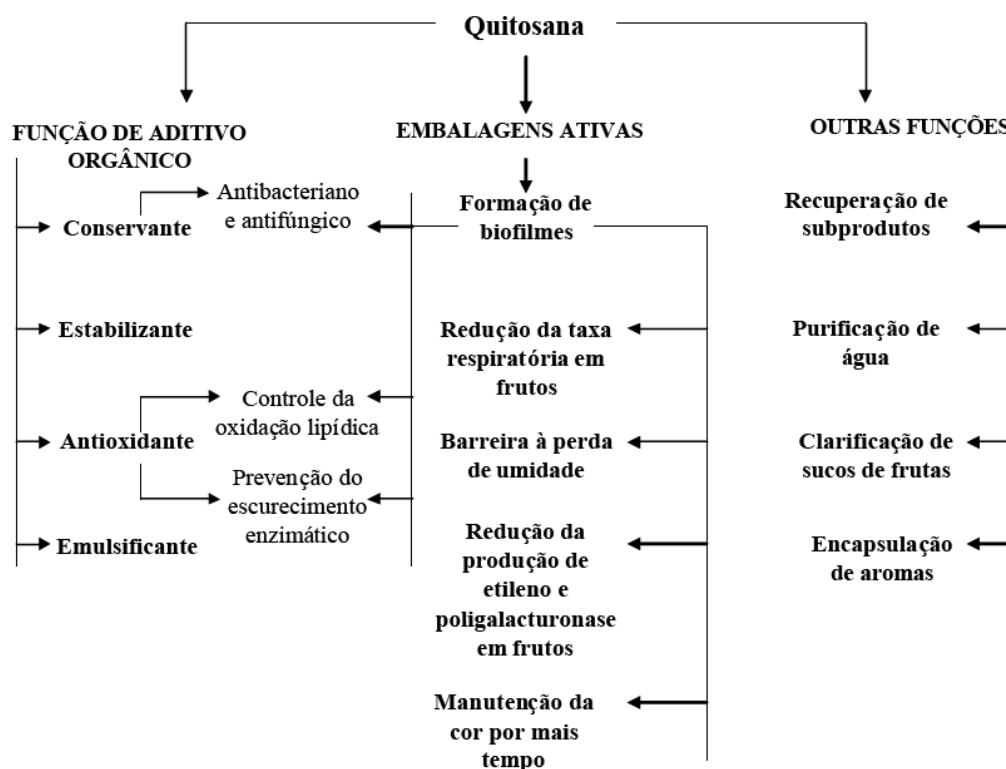 Quitosana
FUNÇÃO DE ADITIVO
ORGÂNICO
Conservante
Antibacteriano
e antifúngico
Estabilizante
Antioxidante
Controle da
oxidação lipídica
Prevenção do
escurecimento
enzimático
Emulsificante
EMBALAGENS ATIVAS
Formação de
biofilmes
Redução da taxa
respiratória em
frutos
Barreira à perda
de umidade
Redução da
produção de
etileno e
poligalacturonase
em frutos
Manutenção da
cor por mais
tempo
OUTRAS FUNÇÕES
Recuperação de
subprodutos
Purificação de
água
Clarificação de
sucos de frutas
Encapsulação
de aromas